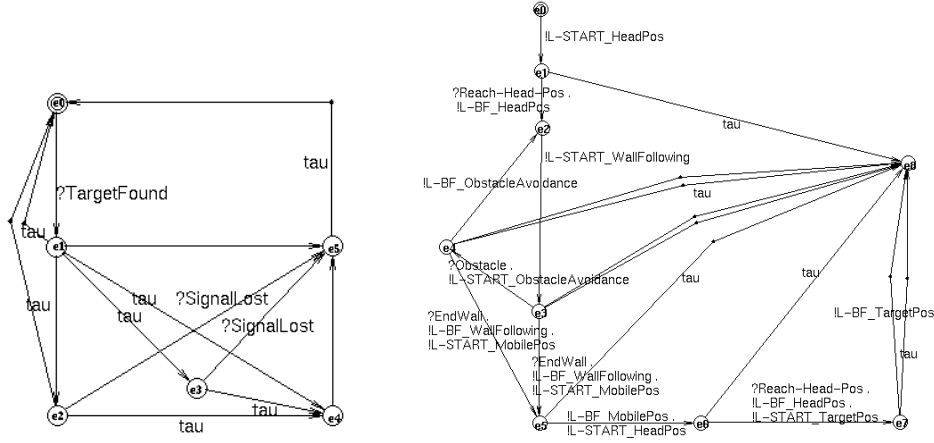 e0
?TargetFound
tau
tau
e1
e5
tau
tau
?SignalLost
tau
?SignalLost
e3
tau
e2
e4
tau
e0
!L-START_HeadPos
e1
?Reach-Head-Pos .
!L-BF_HeadPos
tau
e2
!L-START_WallFollowing
e8
!L-BF_ObstacleAvoidance
tau
e4
?Obstacle .
!L-START_ObstacleAvoidance
tau
tau
e3
?EndWall .
!L-BF_WallFollowing .
!L-START_MobilePos
!L-BF_TargetPos
tau
?EndWall .
!L-BF_WallFollowing .
!L-START_MobilePos
?Reach-Head-Pos .
!L-BF_HeadPos .
!L-START_TargetPos
e5
!L-BF_MobilePos .
!L-START_HeadPos
e6
e7